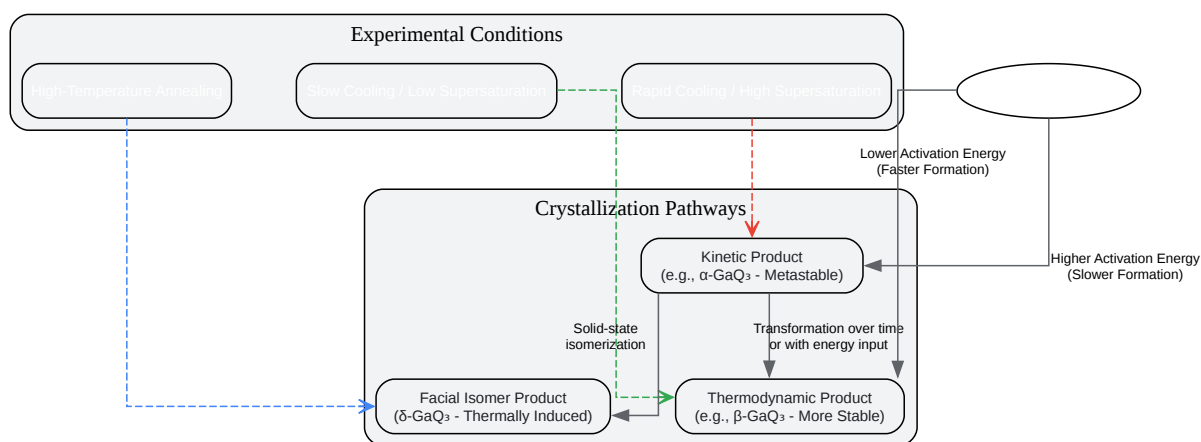 Experimental Conditions
High-Temperature Annealing
Slow Cooling / Low Supersaturation
Rapid Cooling / High Supersaturation
Lower Activation Energy
(Faster Formation)
Crystallization Pathways
Kinetic Product
(e.g., α-GaQ₃ - Metastable)
Higher Activation Energy
(Slower Formation)
Solid-state
isomerization
Transformation over time
or with energy input
Facial Isomer Product
(δ-GaQ₃ - Thermally Induced)
Thermodynamic Product
(e.g., β-GaQ₃ - More Stable)